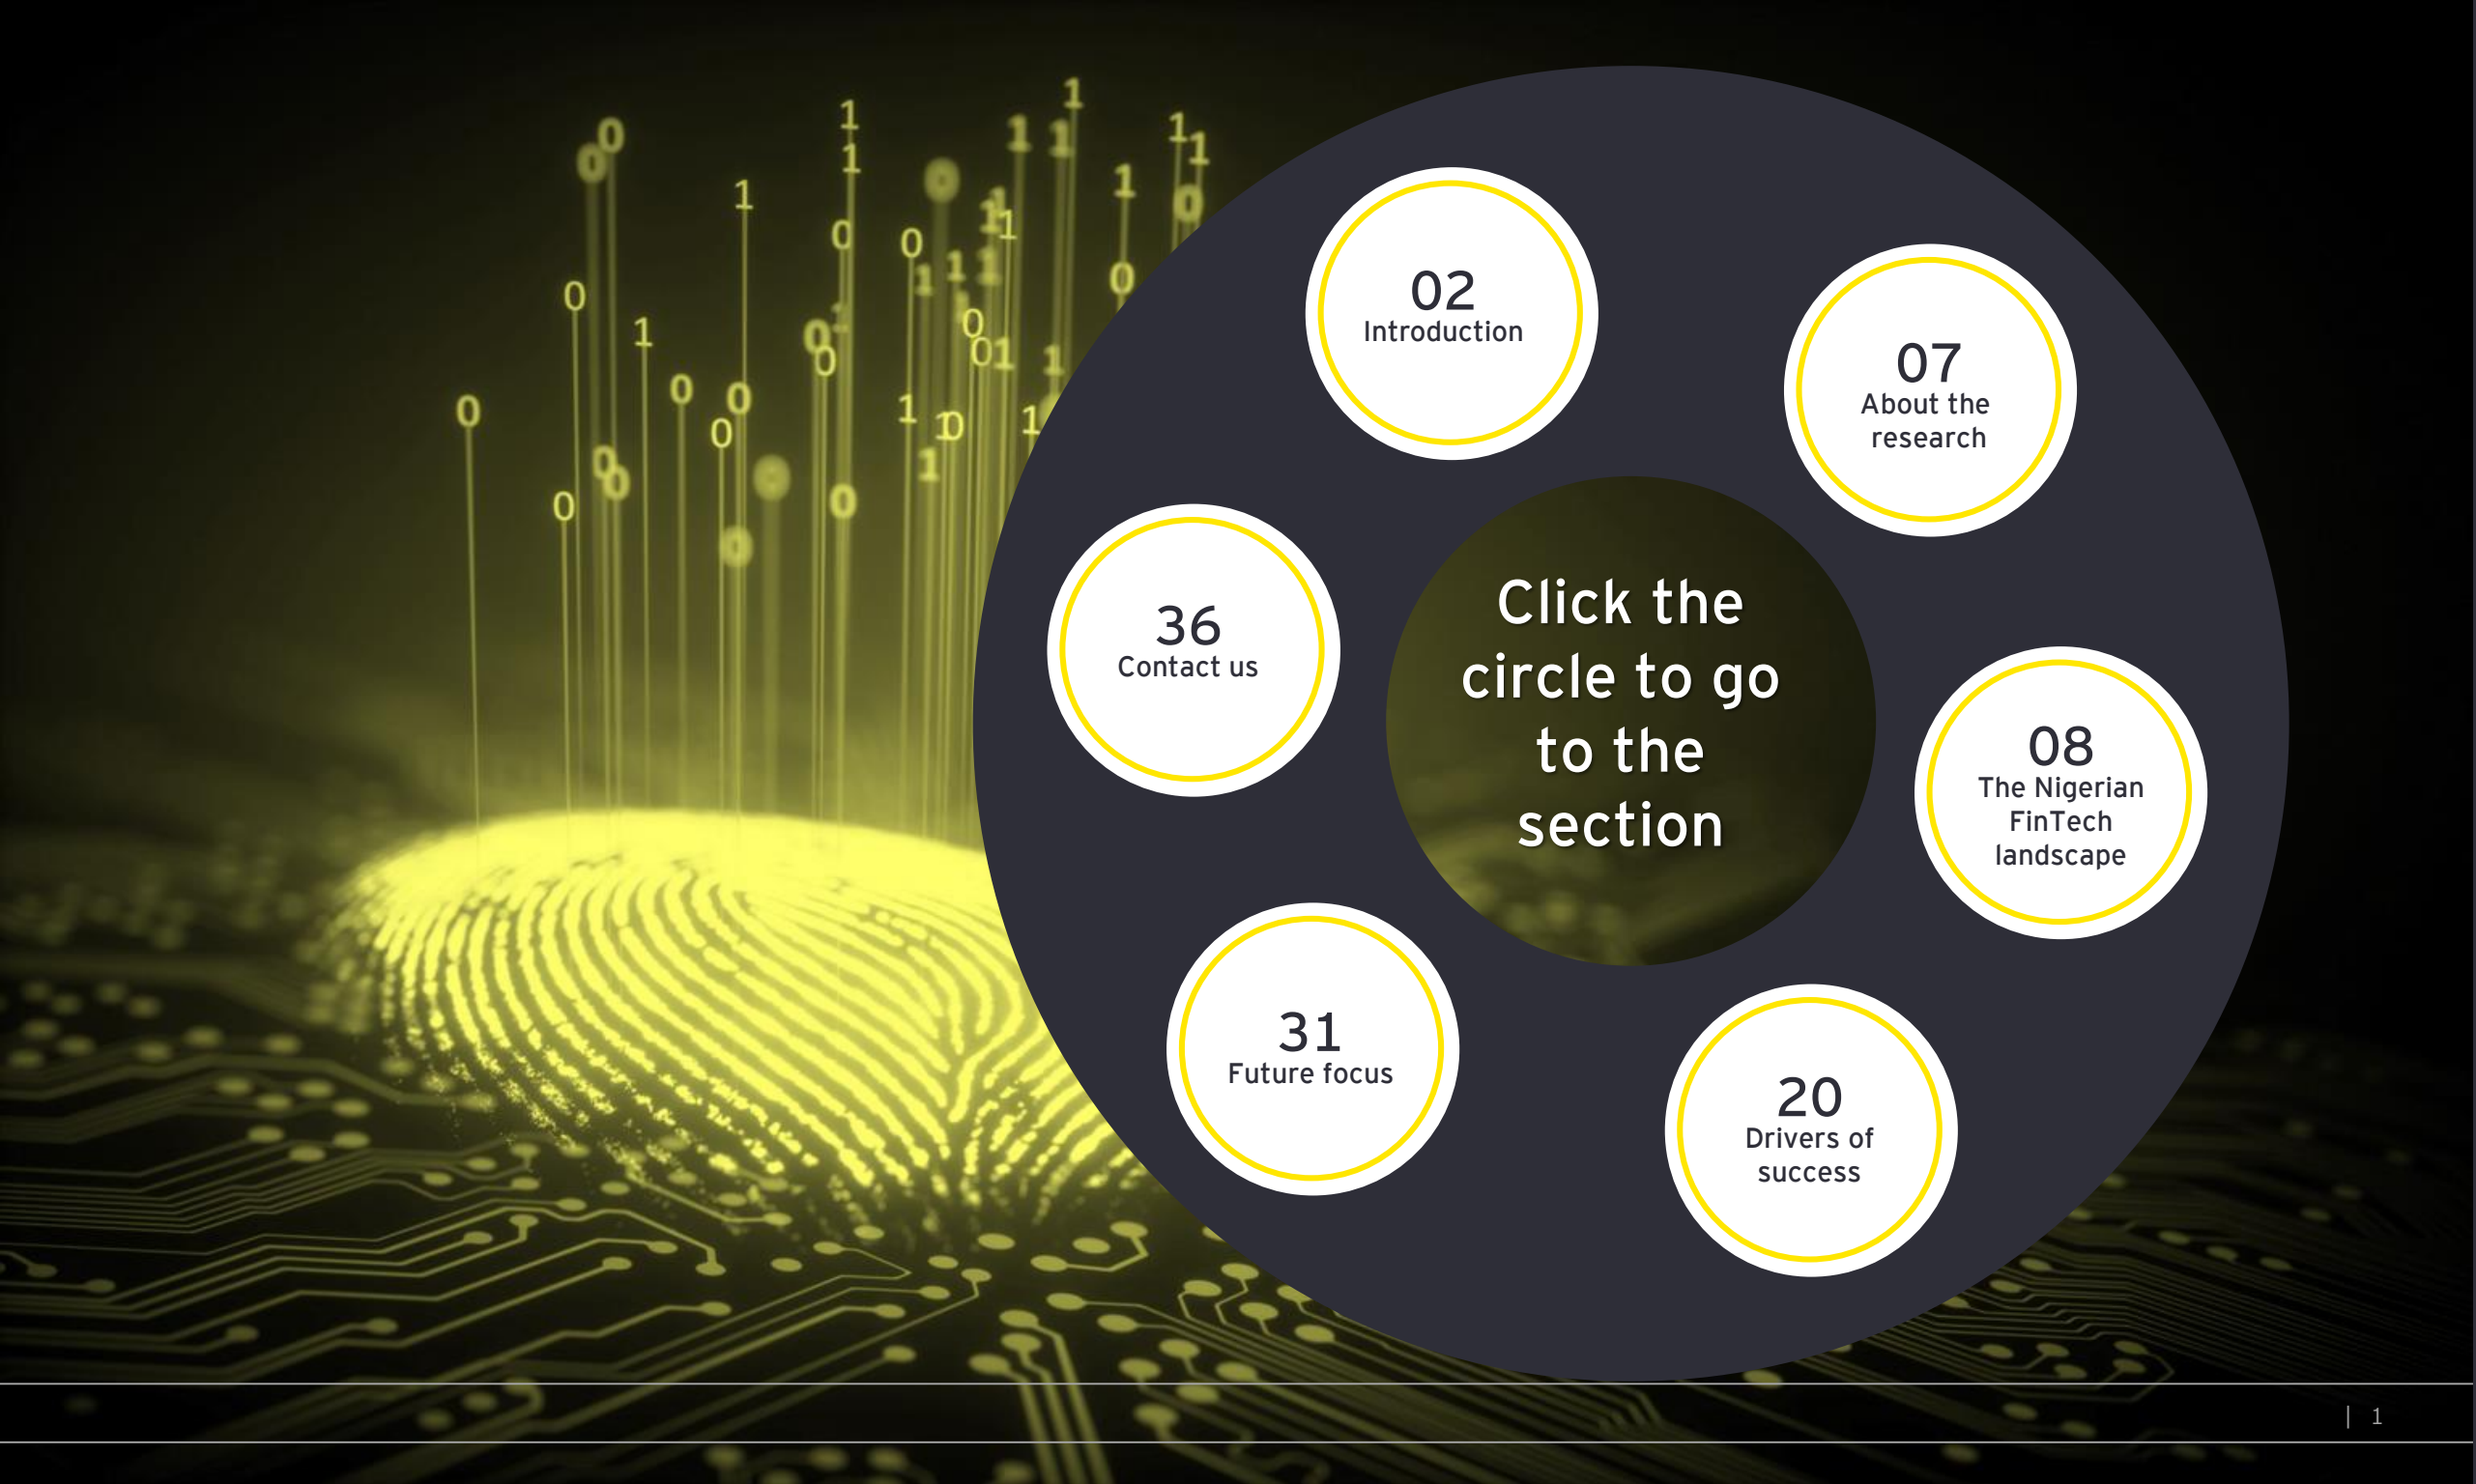 02
Introduction
07
About the
research
08
The Nigerian
FinTech
landscape
20
Drivers of
success
31
Future focus
36
Contact us
Click the
circle to go
to the
section
| 1